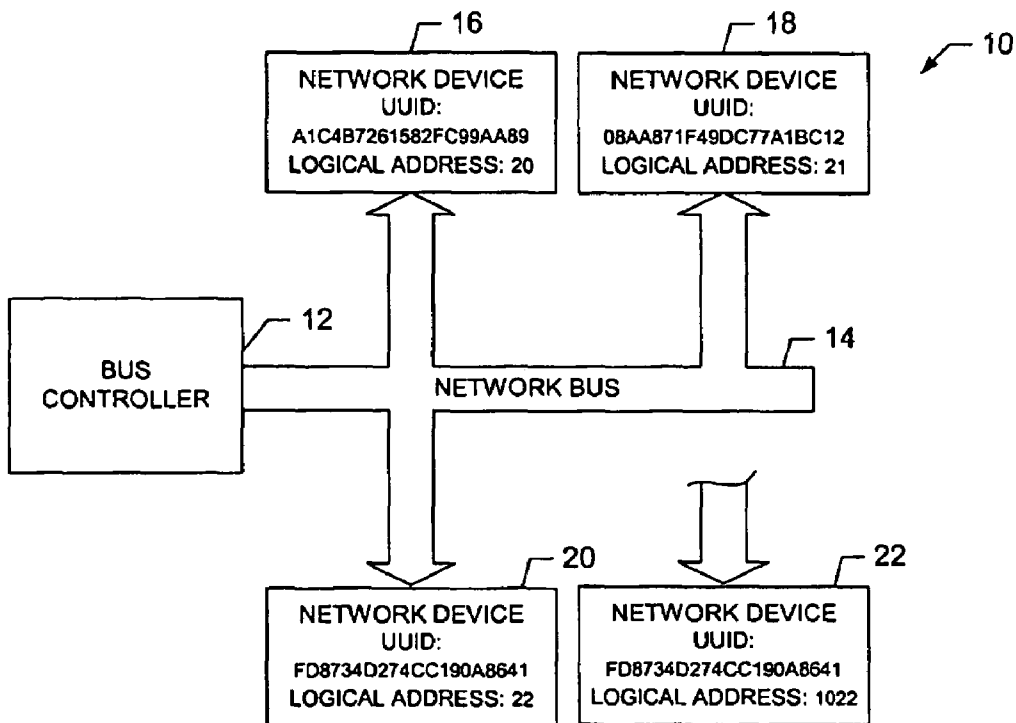 16
18
10
NETWORK DEVICE
UUID:
A1C4B7261582FC99AA89
LOGICAL ADDRESS: 20
NETWORK DEVICE
UUID:
08AA871F49DC77A1BC12
LOGICAL ADDRESS: 21
12
14
BUS
CONTROLLER
NETWORK BUS
20
22
NETWORK DEVICE
UUID:
FD8734D274CC190A8641
LOGICAL ADDRESS: 22
NETWORK DEVICE
UUID:
FD8734D274CC190A8641
LOGICAL ADDRESS: 1022